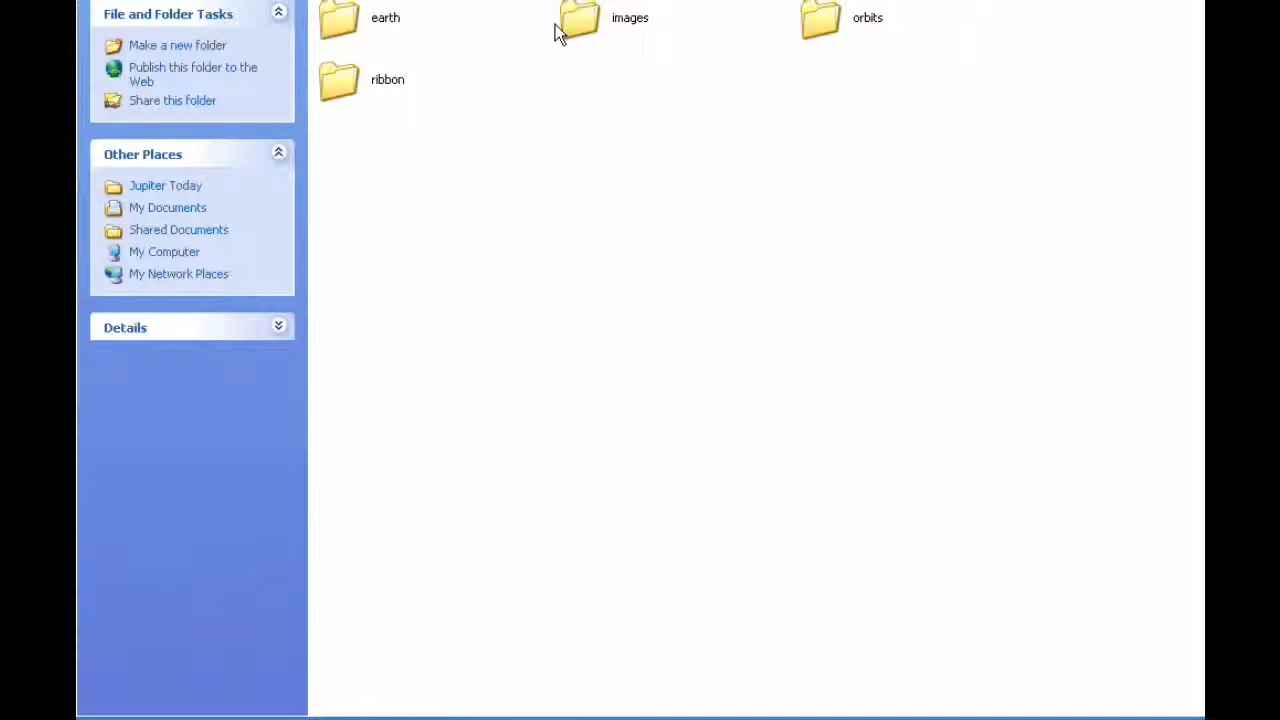 File and Folder Tasks
Make a new folder
Publish this folder to the
Web
Share this folder
Other Places
Jupiter Today
My Documents
Shared Documents
My Computer
My Network Places
Details
earth
images
orbits
ribbon